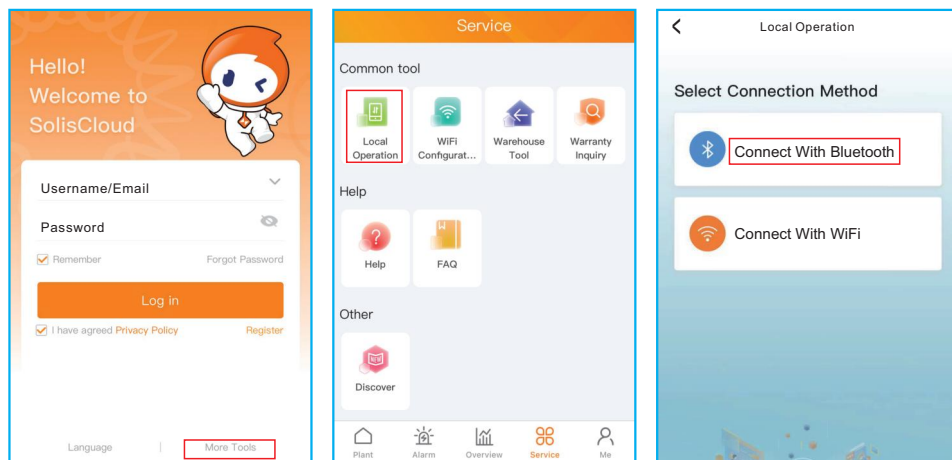 Hello!
Welcome to
SolisCloud
Username/Email
Password
Remember
Forgot Password
Log in
I have agreed Privacy Policy
Register
Language | More Tools
Service
Common tool
Local
Operation
WiFi
Configurat...
Warehouse
Tool
Warranty
Inquiry
Help
Help
FAQ
Other
NEW
Discover
Plant
Alarm
Overview
Service
Me
Local Operation
Select Connection Method
Connect With Bluetooth
Connect With WiFi